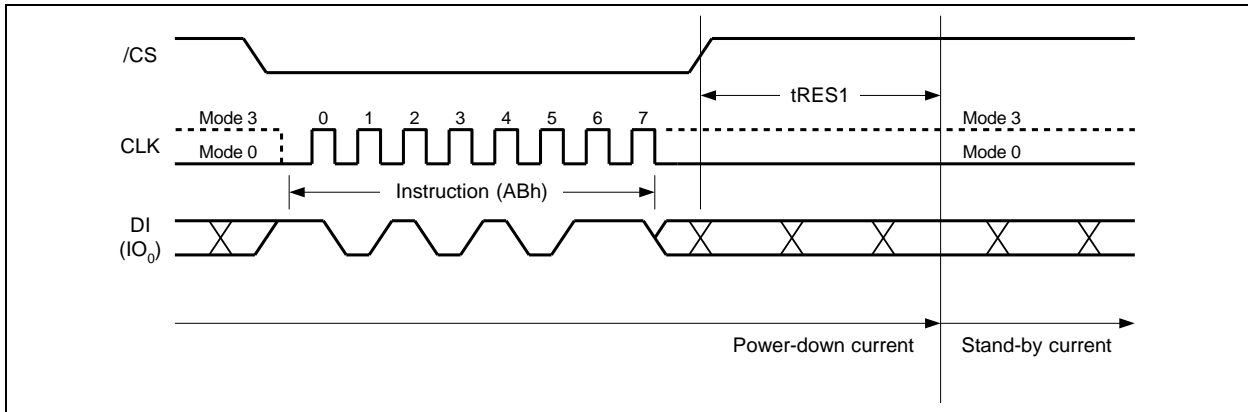 /CS
tRES1
Mode 3 0 1 2 3 4 5 6 7 Mode 3
CLK
Mode 0 Mode 0
Instruction (ABh)
DI
(IO0)
Power-down current Stand-by current